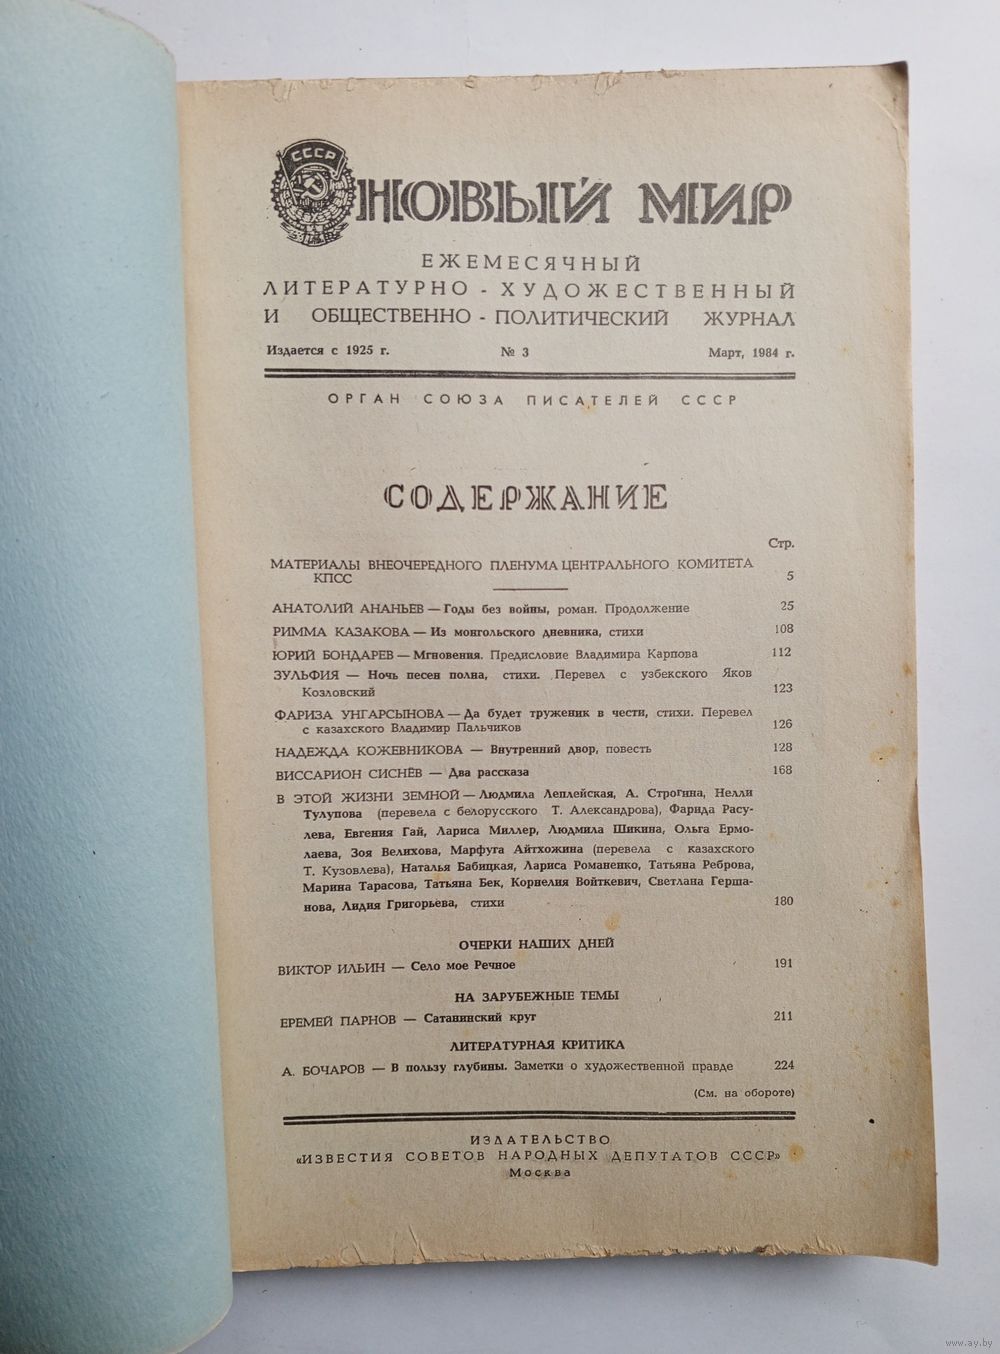 СССР
НОВЫЙ МИР
ЕЖЕМЕСЯЧНЫЙ
ЛИТЕРАТУРНО - ХУДОЖЕСТВЕННЫЙ
И ОБЩЕСТВЕННО - ПОЛИТИЧЕСКИЙ ЖУРНАЛ
Издается с 1925 г. № 3 Март, 1984 г.
ОРГАН СОЮЗА ПИСАТЕЛЕЙ СССР
СОДЕРЖАНИЕ
Стр.
МАТЕРИАЛЫ ВНЕОЧЕРЕДНОГО ПЛЕНУМА ЦЕНТРАЛЬНОГО КОМИТЕТА
КПСС 5
АНАТОЛИЙ АНАНЬЕВ — Годы без войны, роман. Продолжение 25
РИММА КАЗАКОВА — Из монгольского дневника, стихи 108
ЮРИЙ БОНДАРЕВ — Мгновения. Предисловие Владимира Карпова 112
ЗУЛЬФИЯ — Ночь песен полна, стихи. Перевел с узбекского Яков
Козловский 123
ФАРИЗА УНГАРСЫНОВА — Да будет труженик в чести, стихи. Перевел
с казахского Владимир Пальчиков 126
НАДЕЖДА КОЖЕВНИКОВА — Внутренний двор, повесть 128
ВИССАРИОН СИСНЁВ — Два рассказа 168
В ЭТОЙ ЖИЗНИ ЗЕМНОЙ — Людмила Леплейская, А. Строгина, Нелли
Тулупова (перевела с белорусского Т. Александрова), Фарида Расу-
лева, Евгения Гай, Лариса Миллер, Людмила Шикина, Ольга Ермо-
лаева, Зоя Велихова, Марфуга Айтхожина (перевела с казахского
Т. Кузовлева), Наталья Бабицкая, Лариса Романенко, Татьяна Реброва,
Марина Тарасова, Татьяна Бек, Корнелия Войткевич, Светлана Герша-
нова, Лидия Григорьева, стихи 180
ОЧЕРКИ НАШИХ ДНЕЙ
ВИКТОР ИЛЬИН — Село мое Речное 191
НА ЗАРУБЕЖНЫЕ ТЕМЫ
ЕРЕМЕЙ ПАРНОВ — Сатанинский круг 211
ЛИТЕРАТУРНАЯ КРИТИКА
А. БОЧАРОВ — В пользу глубины. Заметки о художественной правде 224
(См. на обороте)
ИЗДАТЕЛЬСТВО
«ИЗВЕСТИЯ СОВЕТОВ НАРОДНЫХ ДЕПУТАТОВ СССР»
Москва
www.ay.by